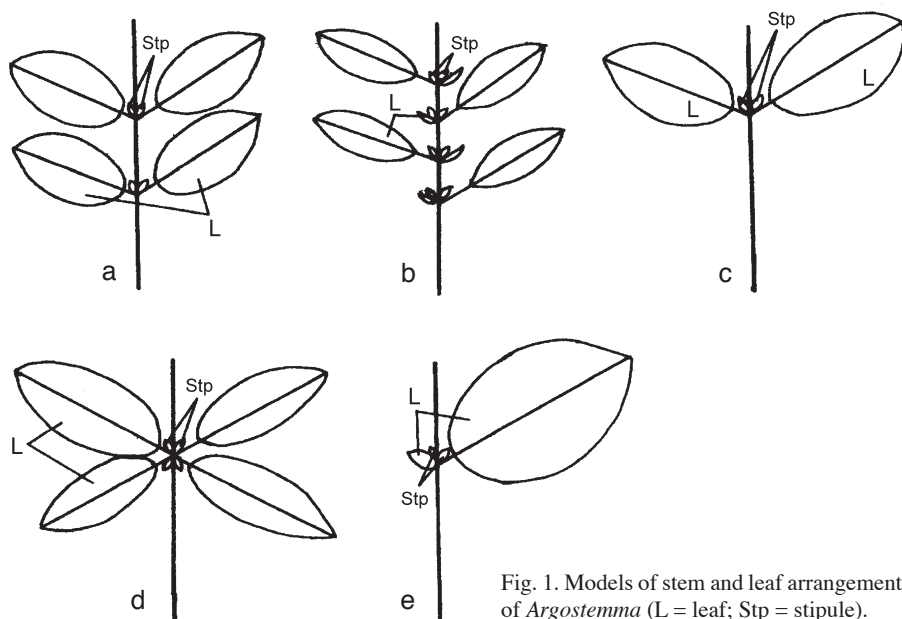 Stp
L
a
Stp
L
b
Stp
L
L
c
Stp
L
d
L
Stp
e
Fig. 1. Models of stem and leaf arrangement
of Argostemma (L = leaf; Stp = stipule).